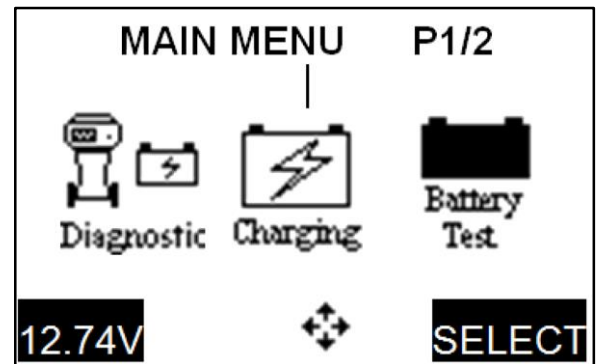 MAIN MENU P1/2
Diagnostic Charging Battery
Test
12.74V SELECT